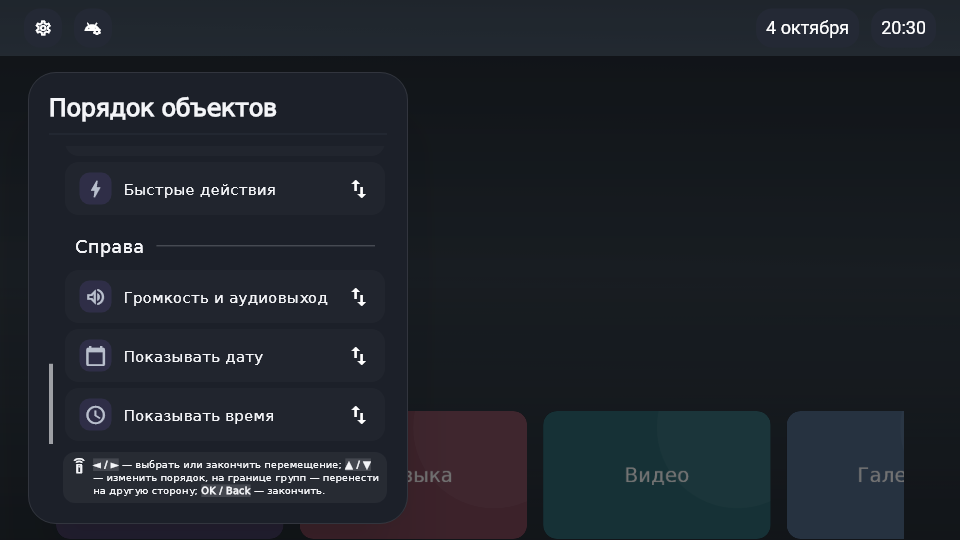 4 октября
20:30
Порядок объектов
Быстрые действия
Справа
Громкость и аудиовыход
Показывать дату
Показывать время
◄ / ► — выбрать или закончить перемещение; ▲ / ▼
— изменить порядок, на границе групп — перенести
на другую сторону; OK / Back — закончить.
зыка
Видео
Гале